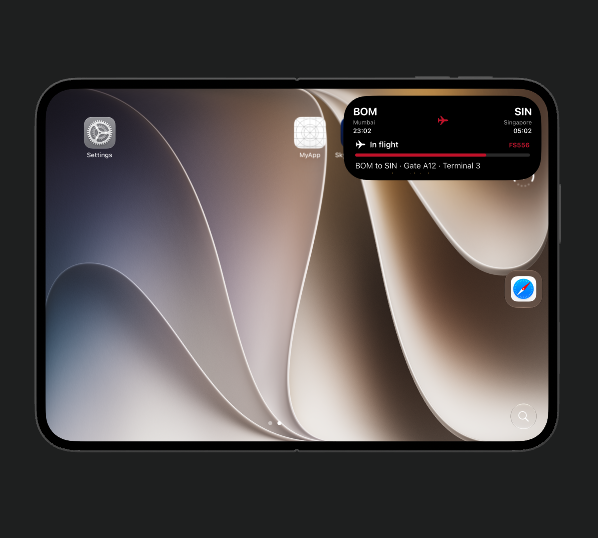 BOM
SIN
Mumbai
Singapore
23:02
05:02
In flight
FS556
BOM to SIN · Gate A12 · Terminal 3
Settings
MyApp